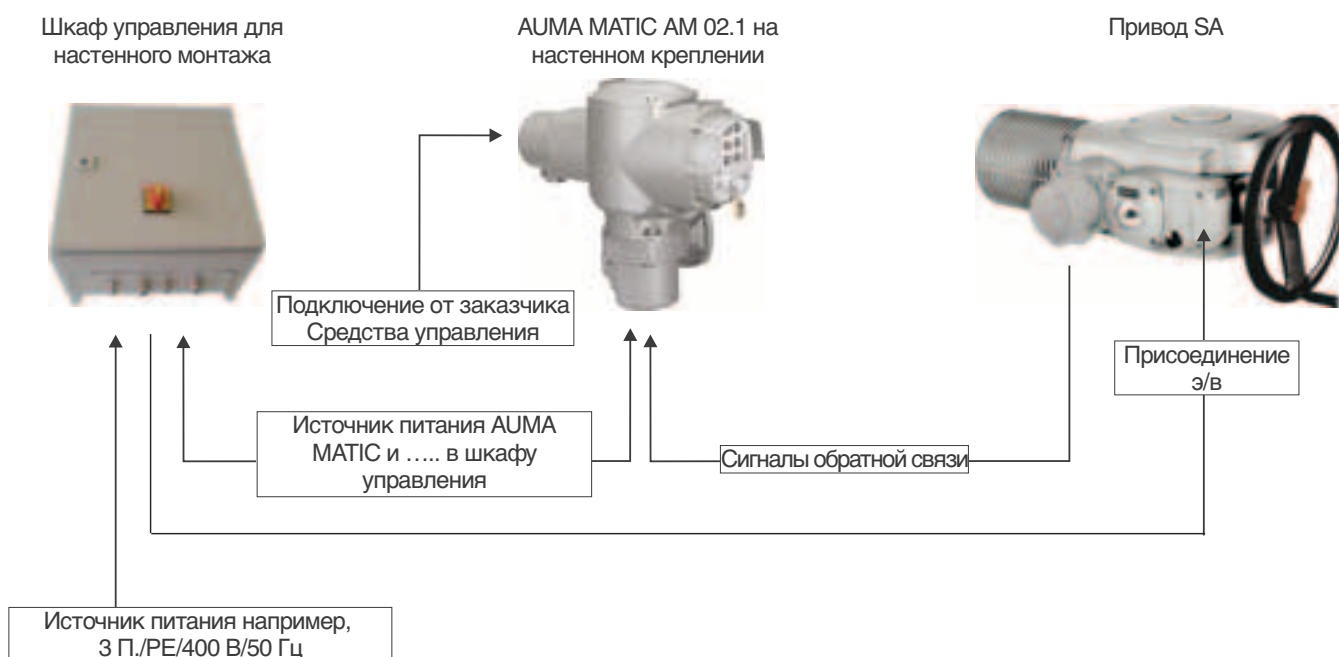 Шкаф управления для
настенного монтажа
AUMA MATIC AM 02.1 на
настенном креплении
Привод SA
Подключение от заказчика
Средства управления
Присоединение
э/в
Источник питания AUMA
MATIC и ….. в шкафу
управления
Сигналы обратной связи
Источник питания например,
3 П./PE/400 В/50 Гц